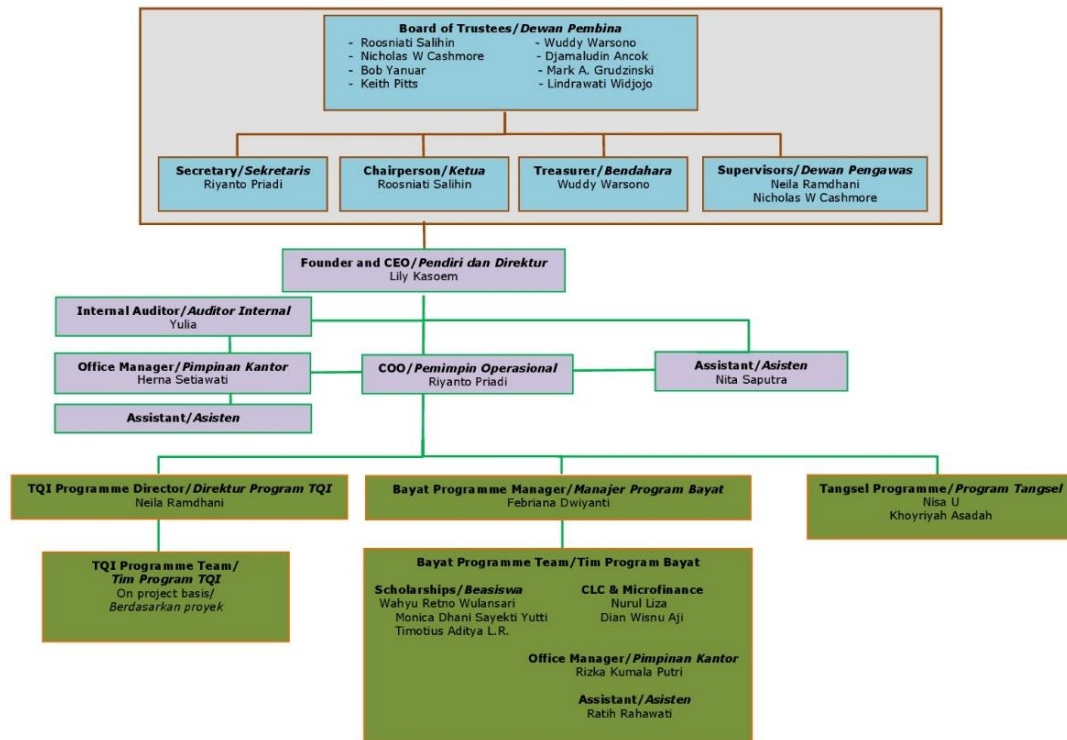 Board of Trustees/Dewan Pembina
- Roosniati Salihin
- Nicholas W Cashmore
- Bob Yanuar
- Keith Pitts
- Wuddy Warsono
- Djamaludin Ancok
- Mark A. Grudzinski
- Lindrawati Widjojo
Secretary/Sekretaris
Riyanto Priadi
Chairperson/Ketua
Roosniati Salihin
Treasurer/Bendahara
Wuddy Warsono
Supervisors/Dewan Pengawas
Neila Ramdhani
Nicholas W Cashmore
Founder and CEO/Pendiri dan Direktur
Lily Kasoem
Internal Auditor/Auditor Internal
Yulia
Office Manager/Pimpinan Kantor
Herna Setiawati
COO/Pemimpin Operasional
Riyanto Priadi
Assistant/Asisten
Nita Saputra
Assistant/Asisten
TQI Programme Director/Direktur Program TQI
Neila Ramdhani
Bayat Programme Manager/Manajer Program Bayat
Febriana Dwiyanti
Tangsel Programme/Program Tangsel
Nisa U
Khoyriyah Asadah
TQI Programme Team/
Tim Program TQI
On project basis/
Berdasarkan proyek
Bayat Programme Team/Tim Program Bayat
Scholarships/Beasiswa
Wahyu Retno Wulansari
Monica Dhani Sayekti Yutti
Timotius Aditya L.R.
CLC & Microfinance
Nurul Liza
Dian Wisnu Aji
Office Manager/Pimpinan Kantor
Rizka Kumala Putri
Assistant/Asisten
Ratih Rahawati